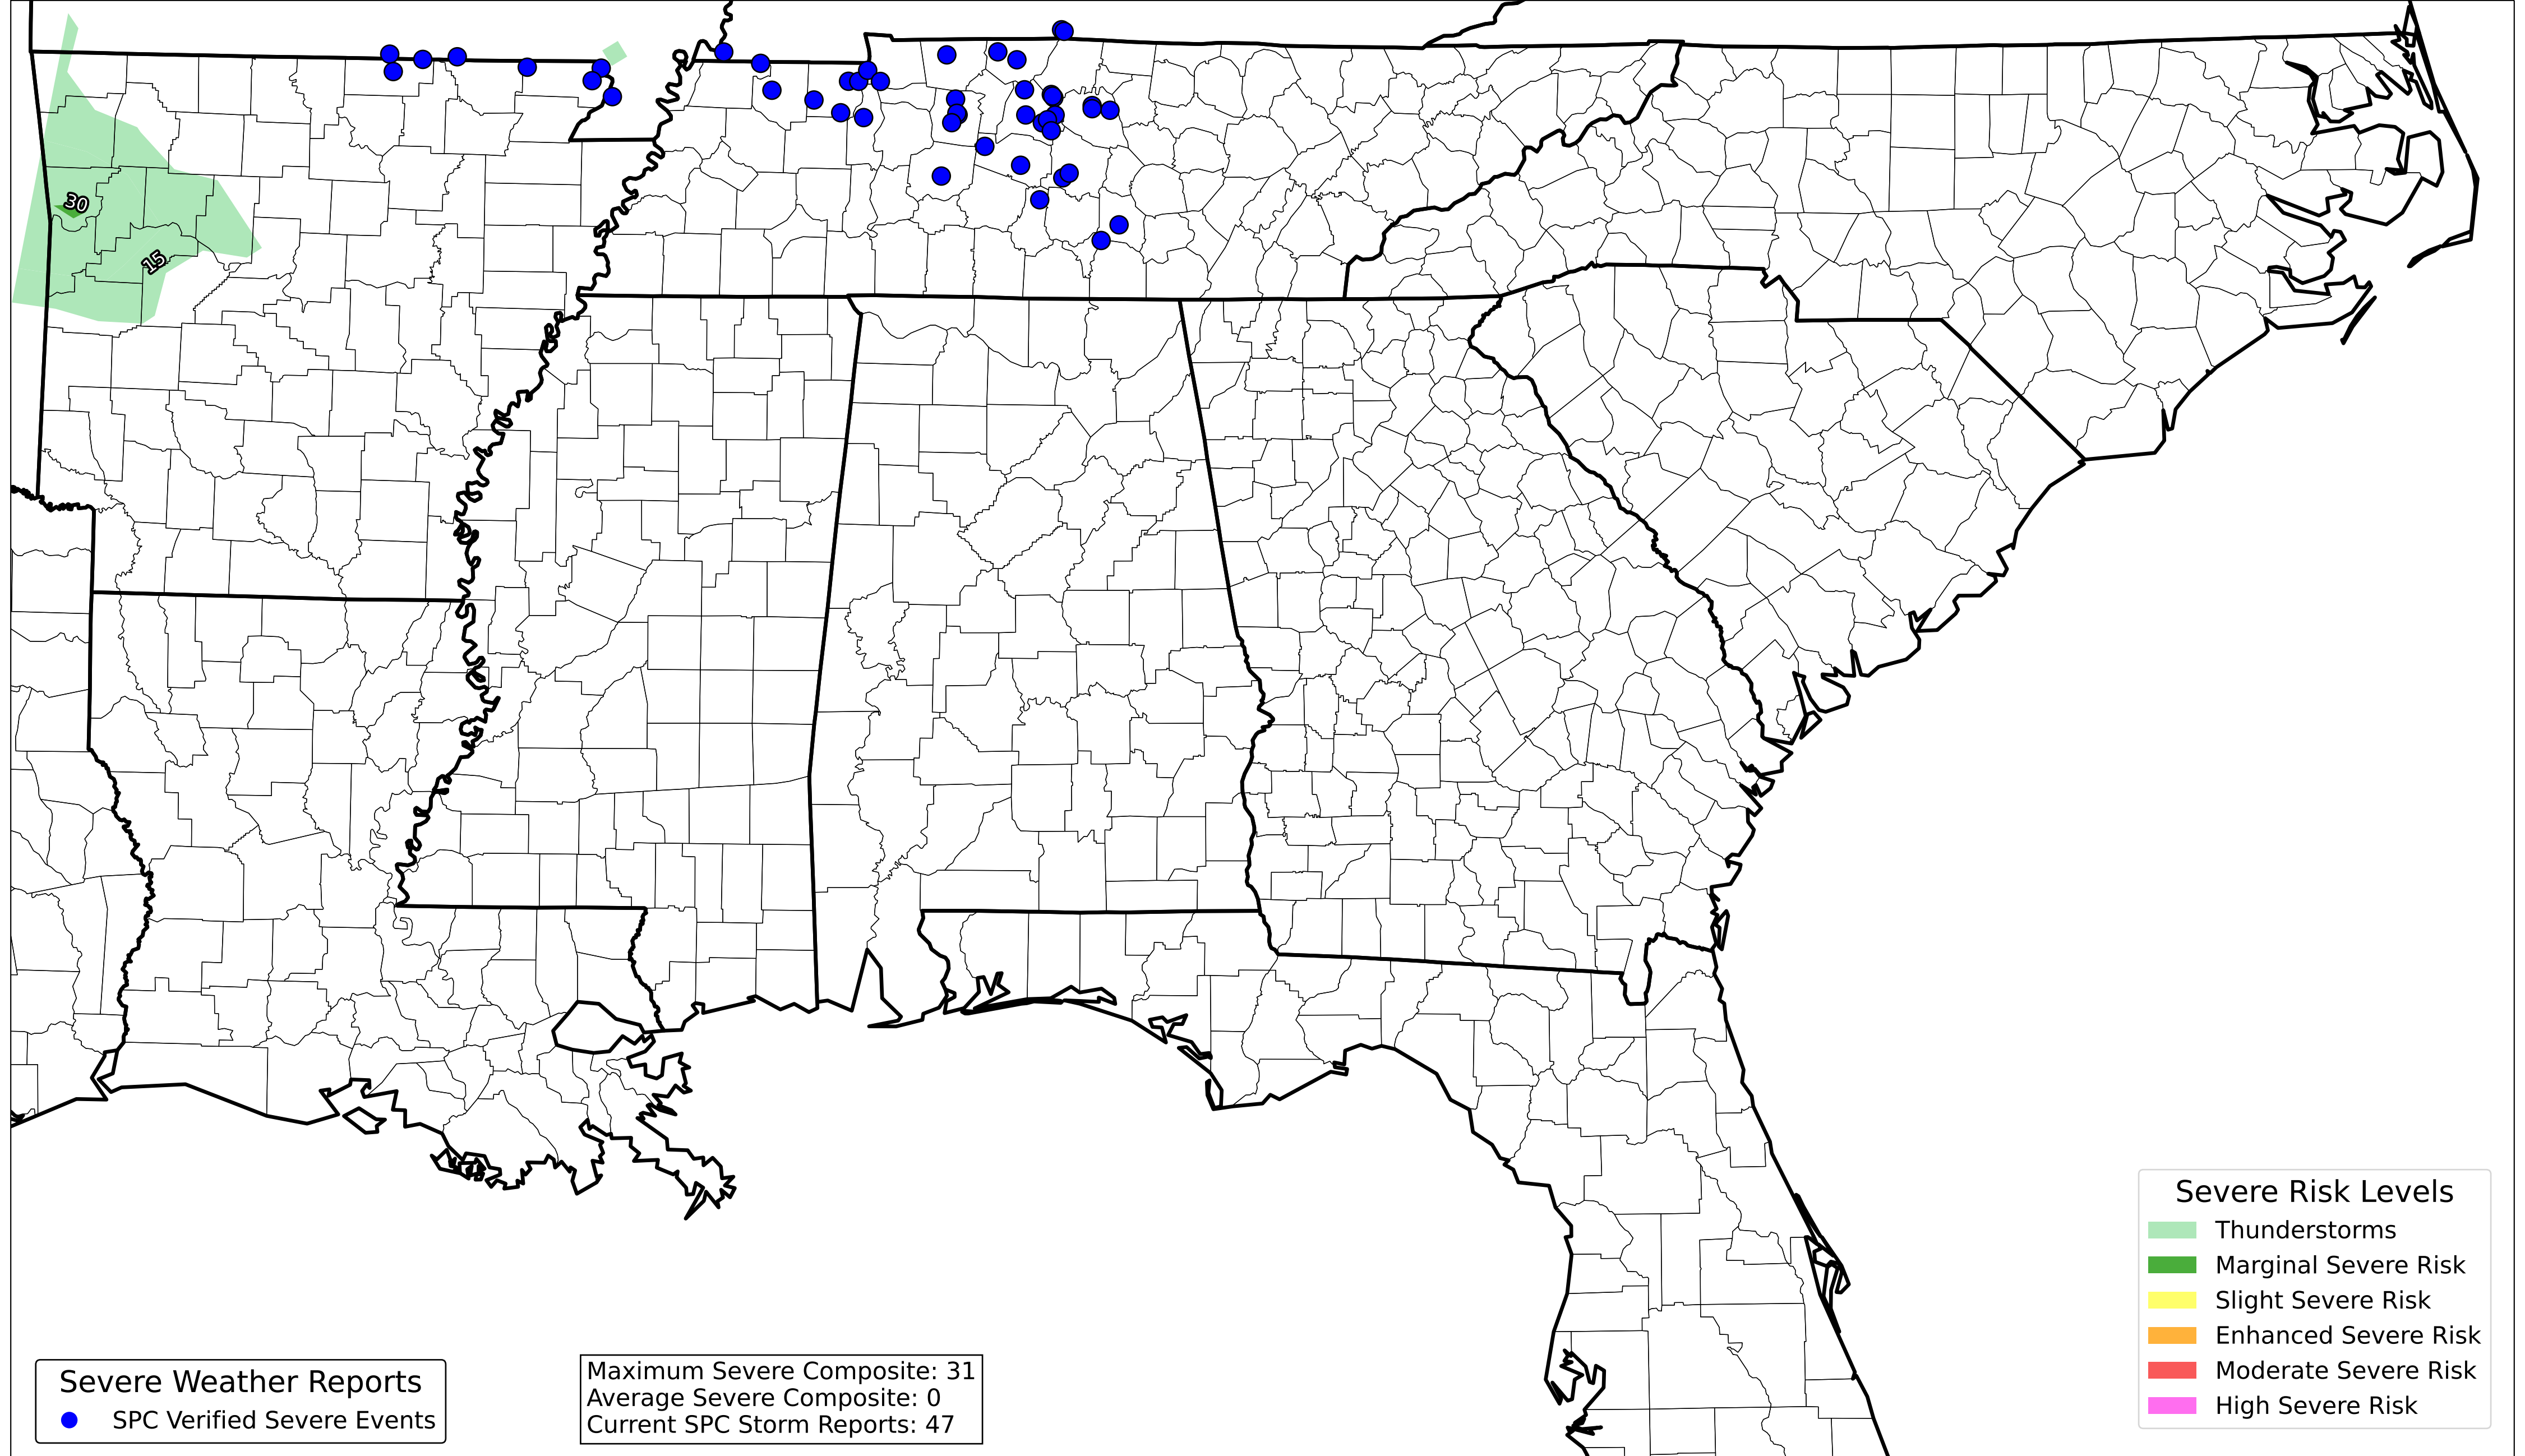 30
15
Severe Weather Reports
SPC Verified Severe Events
Maximum Severe Composite: 31
Average Severe Composite: 0
Current SPC Storm Reports: 47
Severe Risk Levels
Thunderstorms
Marginal Severe Risk
Slight Severe Risk
Enhanced Severe Risk
Moderate Severe Risk
High Severe Risk